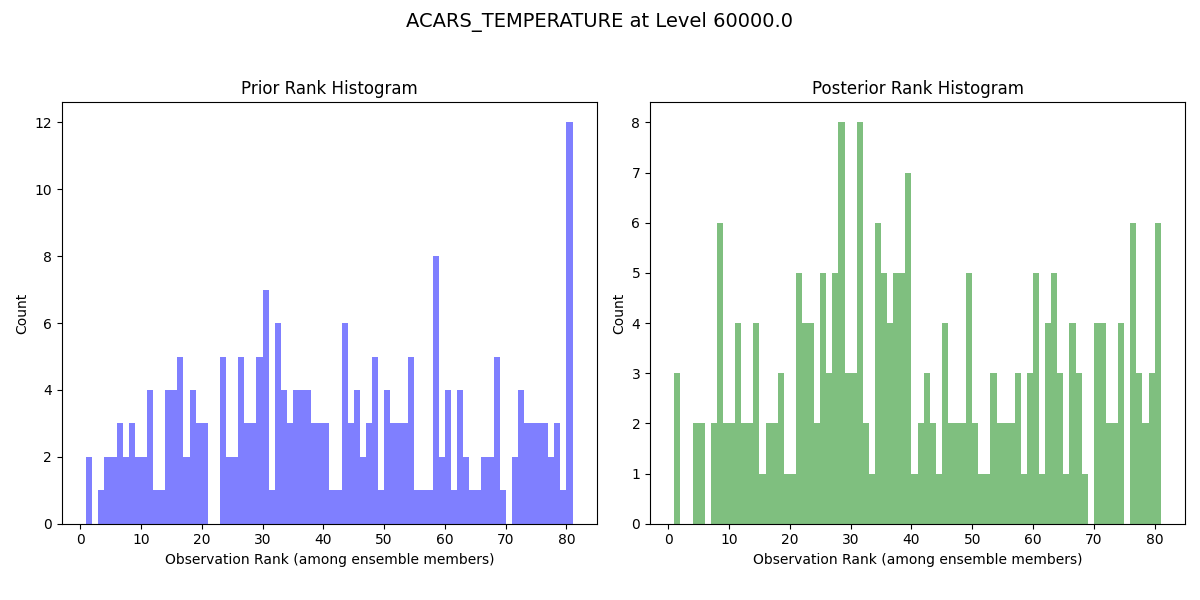 ACARS_TEMPERATURE at Level 60000.0
Prior Rank Histogram
Count
12
10
8
6
4
2
0
0 10 20 30 40 50 60 70 80
Observation Rank (among ensemble members)
Posterior Rank Histogram
Count
8
7
6
5
4
3
2
1
0
0 10 20 30 40 50 60 70 80
Observation Rank (among ensemble members)